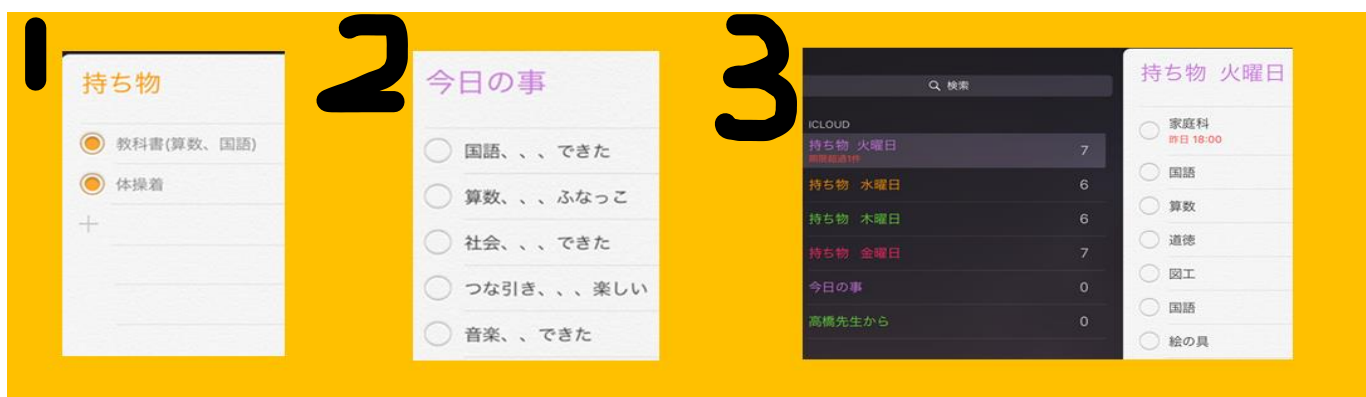 1
持ち物
教科書(算数、国語)
体操着
2
今日の事
国語、、、できた
算数、、、ふなっこ
社会、、、できた
つな引き、、、楽しい
音楽、、できた
3
検索
ICLOUD
持ち物 火曜日 7
期限超過1件
持ち物 水曜日 6
持ち物 木曜日 6
持ち物 金曜日 7
今日の事 0
高橋先生から 0
持ち物 火曜日
家庭科
昨日 18:00
国語
算数
道徳
図工
国語
絵の具